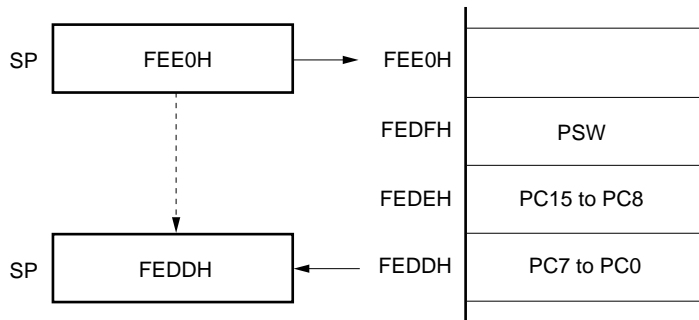 SP FEE0H FEE0H
FEDFH PSW
FEDEH PC15 to PC8
SP FEDDH FEDDH PC7 to PC0